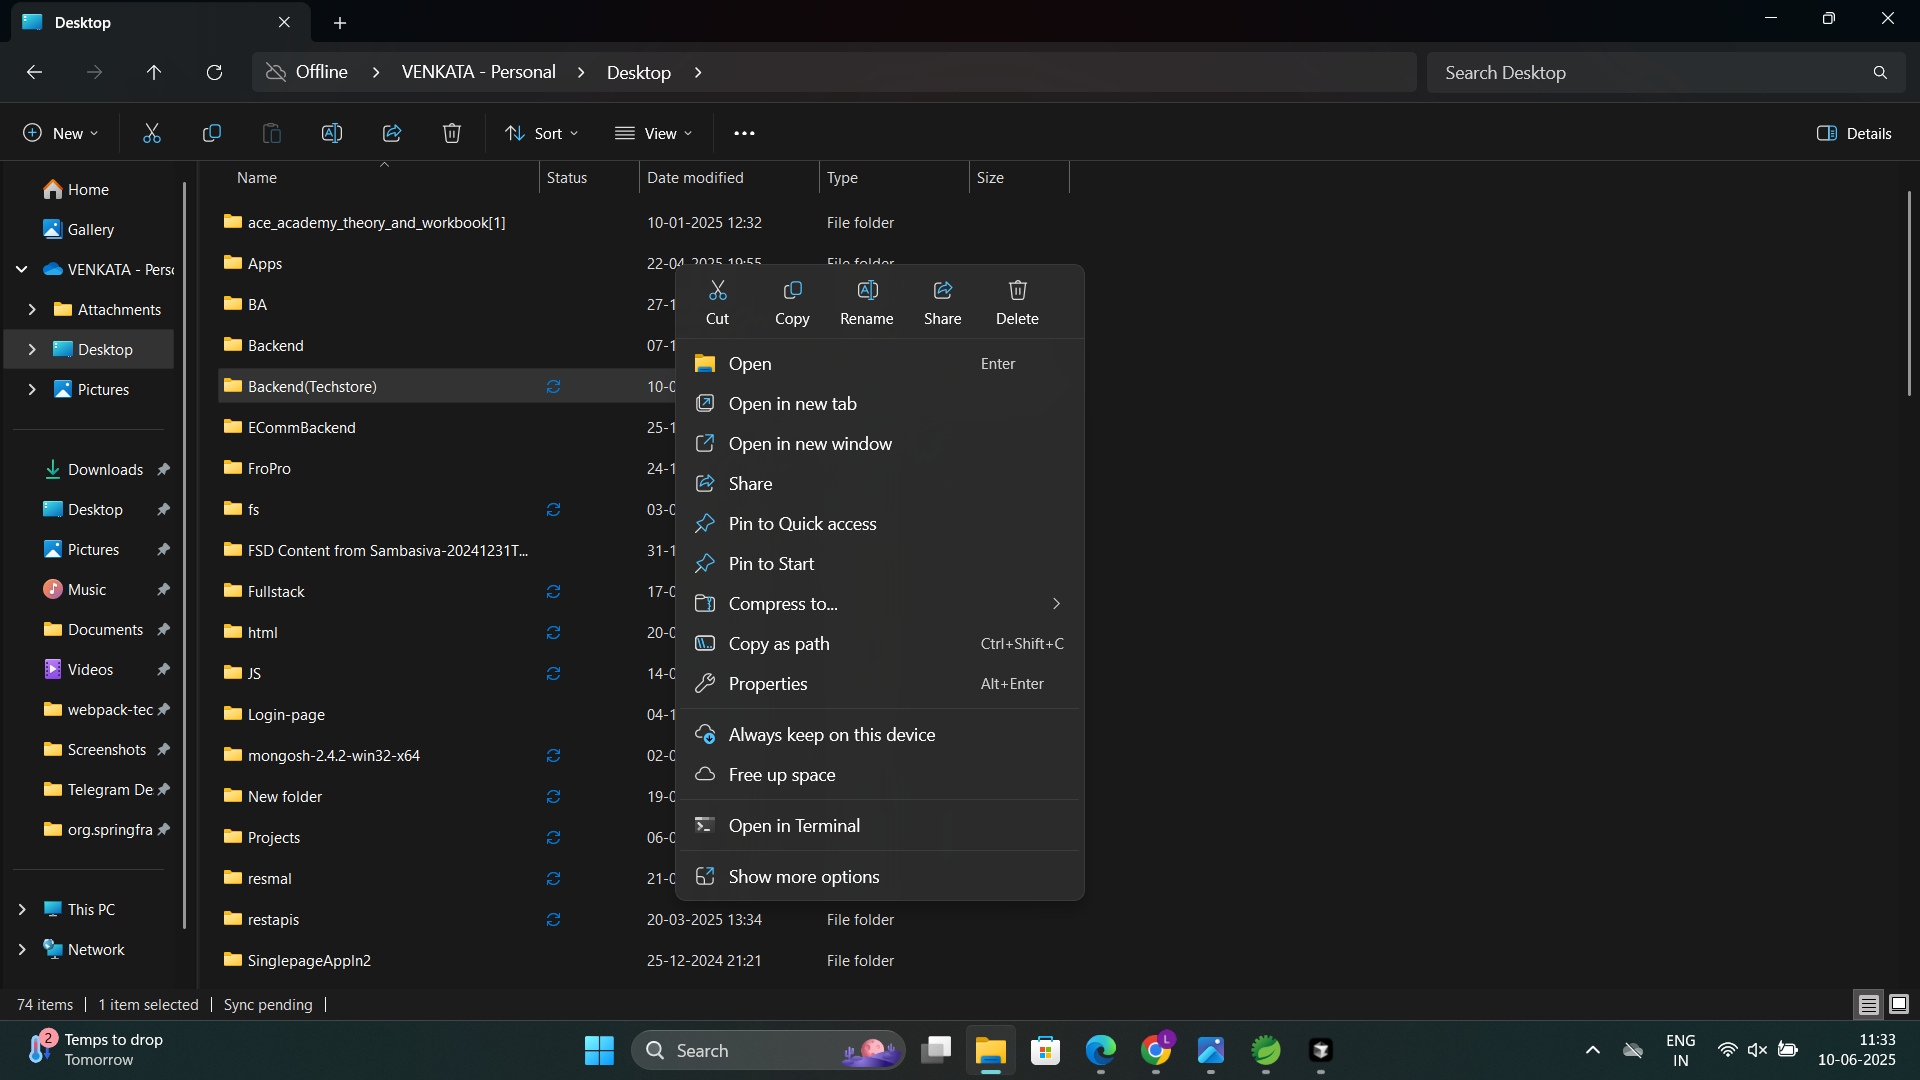 Desktop
Offline > VENKATA - Personal > Desktop >
Search Desktop
New
Sort
View
Details
Name Status Date modified Type Size
Home
Gallery
VENKATA - Perso
Attachments
Desktop
Pictures
Downloads
Desktop
Pictures
Music
Documents
Videos
webpack-tec
Screenshots
Telegram De
org.springfra
This PC
Network
ace_academy_theory_and_workbook[1] 10-01-2025 12:32 File folder
Apps 22-04-2025 19:55 File folder
BA 27-1
Backend 07-1
Backend(Techstore) 10-0
ECommBackend 25-1
FroPro 24-1
fs 03-0
FSD Content from Sambasiva-20241231T... 31-1
Fullstack 17-0
html 20-0
JS 14-0
Login-page 04-1
mongosh-2.4.2-win32-x64 02-0
New folder 19-0
Projects 06-0
resmal 21-0
restapis 20-03-2025 13:34 File folder
SinglepageAppIn2 25-12-2024 21:21 File folder
Cut Copy Rename Share Delete
Open Enter
Open in new tab
Open in new window
Share
Pin to Quick access
Pin to Start
Compress to...
Copy as path Ctrl+Shift+C
Properties Alt+Enter
Always keep on this device
Free up space
Open in Terminal
Show more options
74 items | 1 item selected | Sync pending |
2
Temps to drop
Tomorrow
Search
L
ENG
IN
11:33
10-06-2025